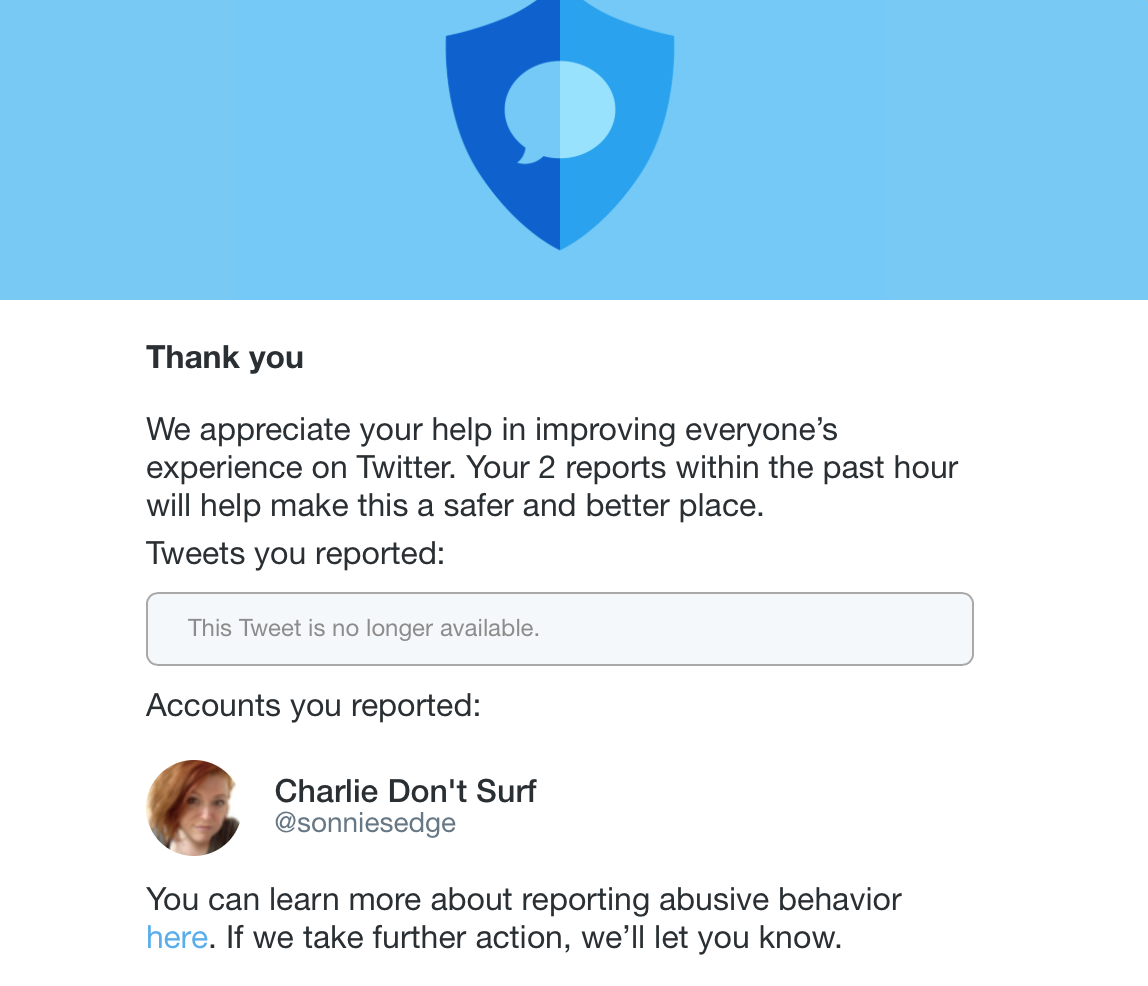 Thank you
We appreciate your help in improving everyone’s
experience on Twitter. Your 2 reports within the past hour
will help make this a safer and better place.
Tweets you reported:
This Tweet is no longer available.
Accounts you reported:
Charlie Don't Surf
@sonniesedge
You can learn more about reporting abusive behavior
here. If we take further action, we’ll let you know.